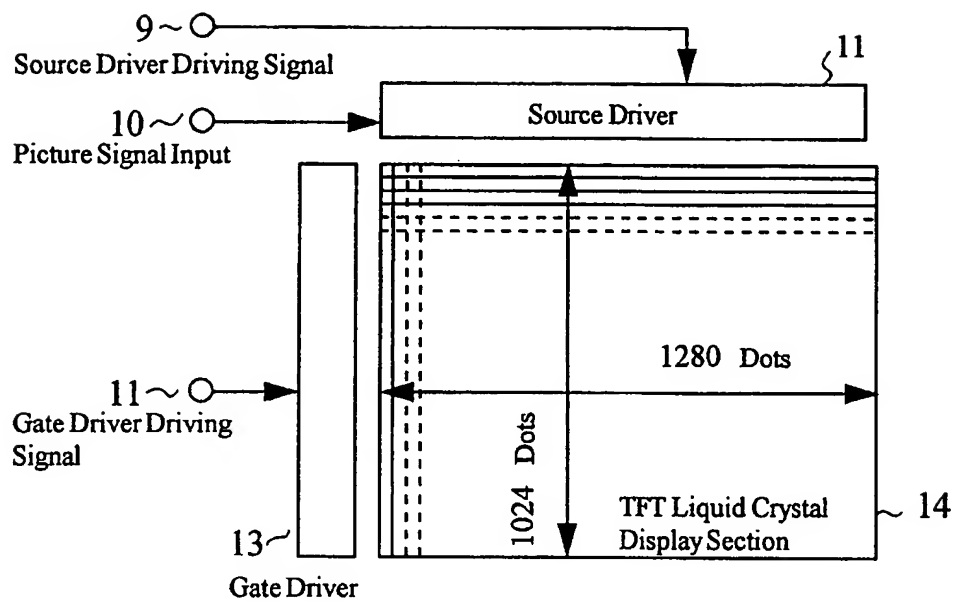 9
Source Driver Driving Signal
11
Source Driver
10
Picture Signal Input
1280 Dots
11
Gate Driver Driving
Signal
1024 Dots
TFT Liquid Crystal
Display Section
14
13
Gate Driver